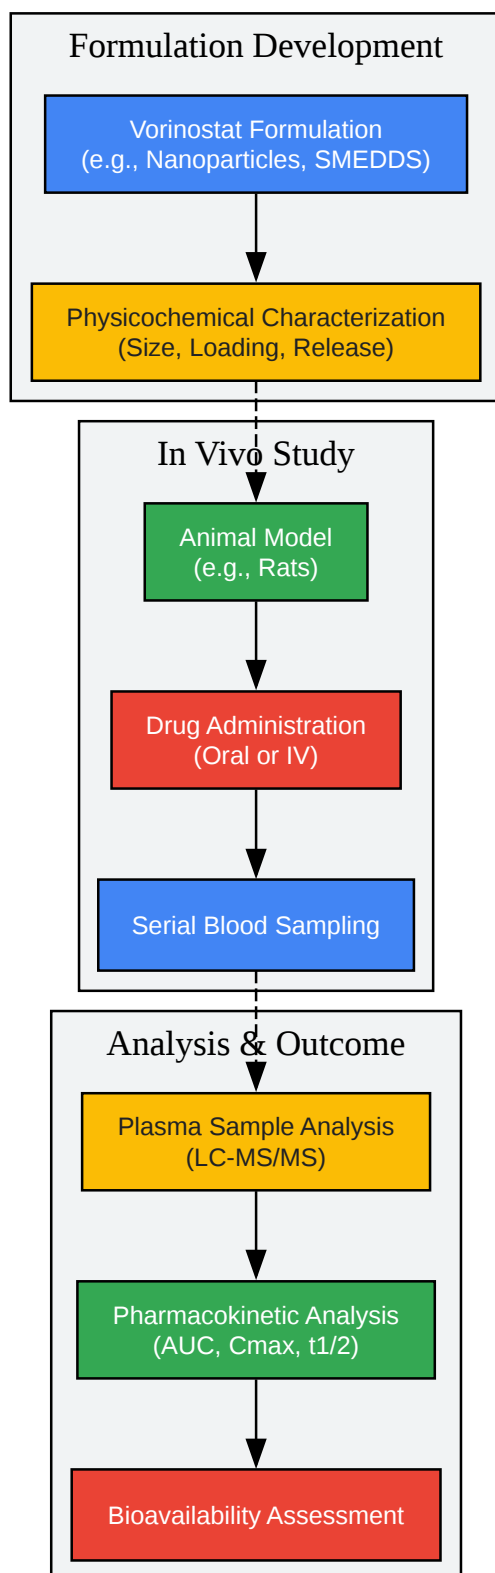 Formulation Development
Vorinostat Formulation
(e.g., Nanoparticles, SMEDDS)
Physicochemical Characterization
(Size, Loading, Release)
In Vivo Study
Animal Model
(e.g., Rats)
Drug Administration
(Oral or IV)
Serial Blood Sampling
Analysis & Outcome
Plasma Sample Analysis
(LC-MS/MS)
Pharmacokinetic Analysis
(AUC, Cmax, t1/2)
Bioavailability Assessment